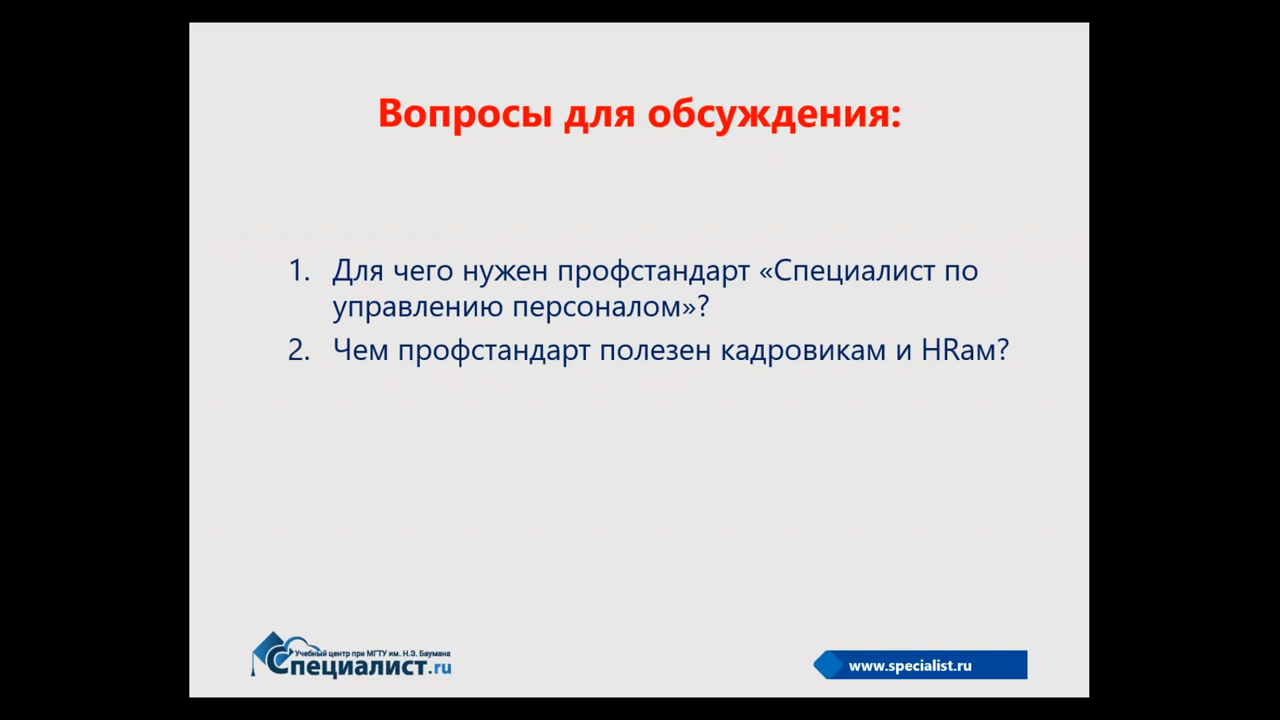 Вопросы для обсуждения:
1. Для чего нужен профстандарт «Специалист по
управлению персоналом»?
2. Чем профстандарт полезен кадровикам и HRам?
Учебный центр при МГТУ им. Н.Э. Баумана
Специалист.ru
www.specialist.ru